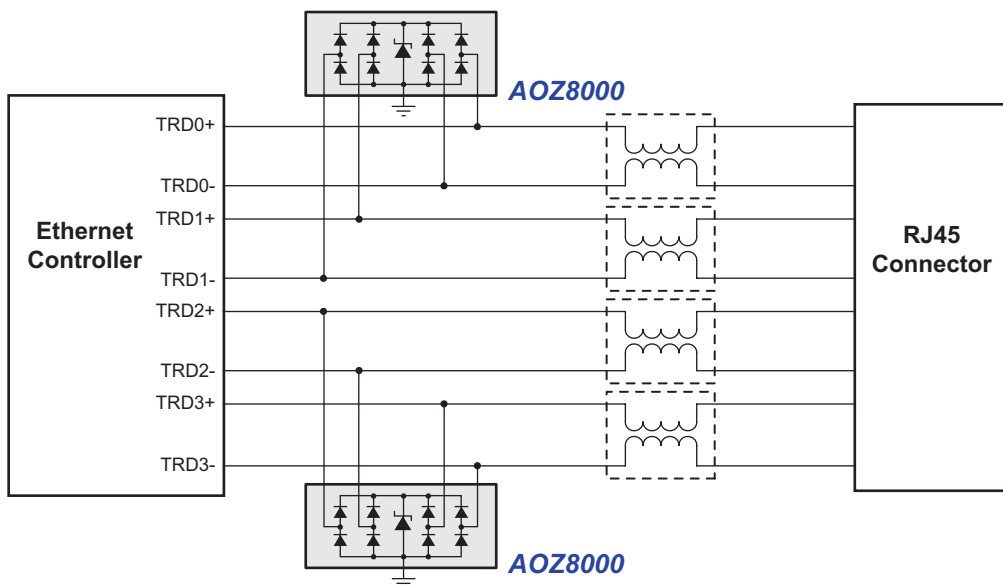 AOZ8000
TRD0+
TRD0-
TRD1+
Ethernet
Controller
RJ45
Connector
TRD1-
TRD2+
TRD2-
TRD3+
TRD3-
AOZ8000